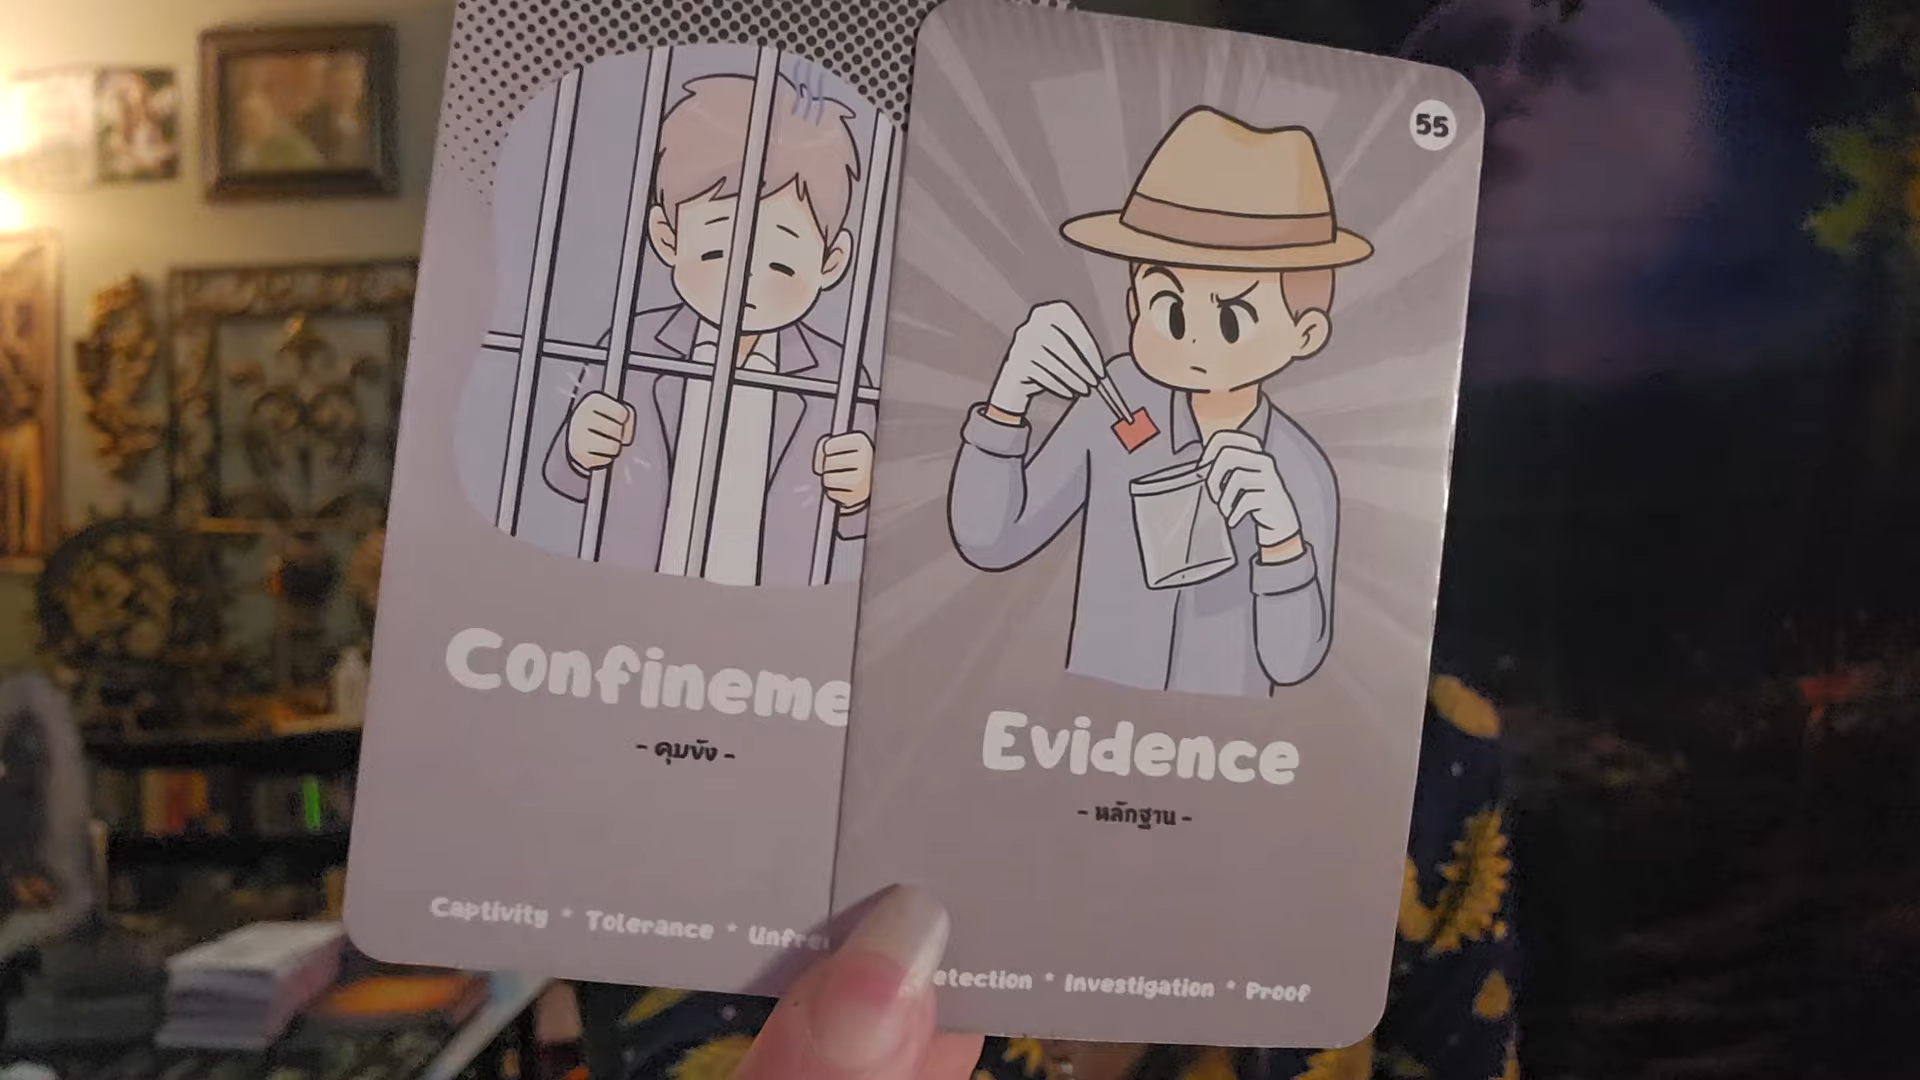 Confineme
- คุมขัง -
Captivity * Tolerance * Unfre
55
Evidence
- หลักฐาน -
etection * Investigation * Proof